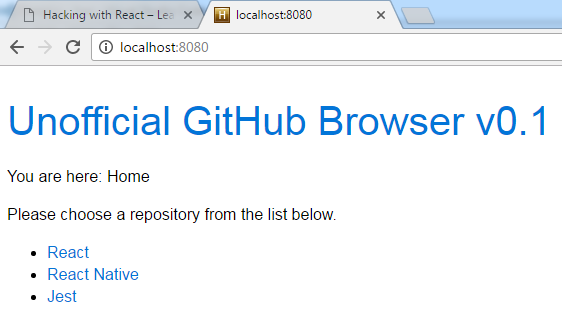 Hacking with React – Lea
localhost:8080
localhost:8080
Unofficial GitHub Browser v0.1
You are here: Home
Please choose a repository from the list below.
React
React Native
Jest